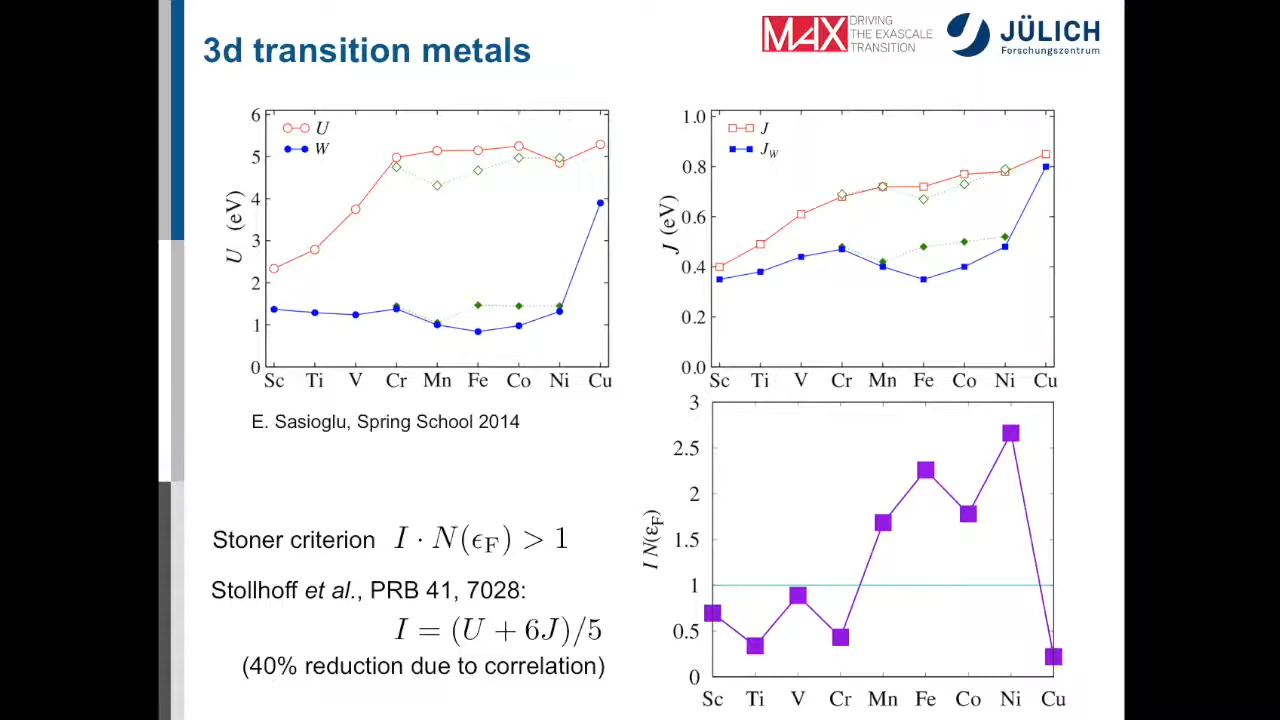 3d transition metals
MAX
DRIVING
THE EXASCALE
TRANSITION
JÜLICH
Forschungszentrum
6
5
4
3
2
1
0
U (eV)
U
W
Sc Ti V Cr Mn Fe Co Ni Cu
1.0
0.8
0.6
0.4
0.2
0.0
J (eV)
J
J_W
Sc Ti V Cr Mn Fe Co Ni Cu
E. Sasioglu, Spring School 2014
Stoner criterion I · N(ϵ_F) > 1
Stollhoff et al., PRB 41, 7028:
I = (U + 6J)/5
(40% reduction due to correlation)
3
2.5
2
1.5
1
0.5
0
I N(ε_F)
Sc Ti V Cr Mn Fe Co Ni Cu